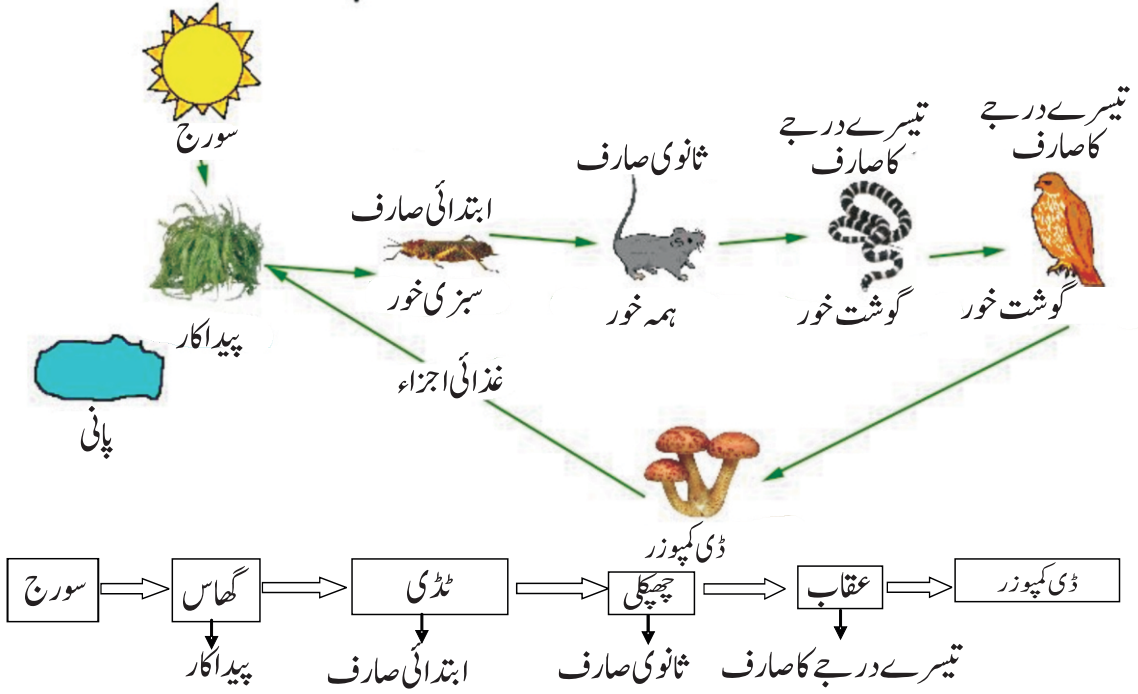 سورج
تیسرے درجے
کا صارف
تیسرے درجے
کا صارف
ثانوی صارف
ابتدائی صارف
سبزی خور
ہمہ خور
گوشت خور
گوشت خور
پیداکار
پانی
غذائی اجزاء
ڈی کمپوزر
سورج
گھاس
ٹڈی
چھپکلی
عقاب
ڈی کمپوزر
پیداکار
ابتدائی صارف
ثانوی صارف
تیسرے درجے کا صارف